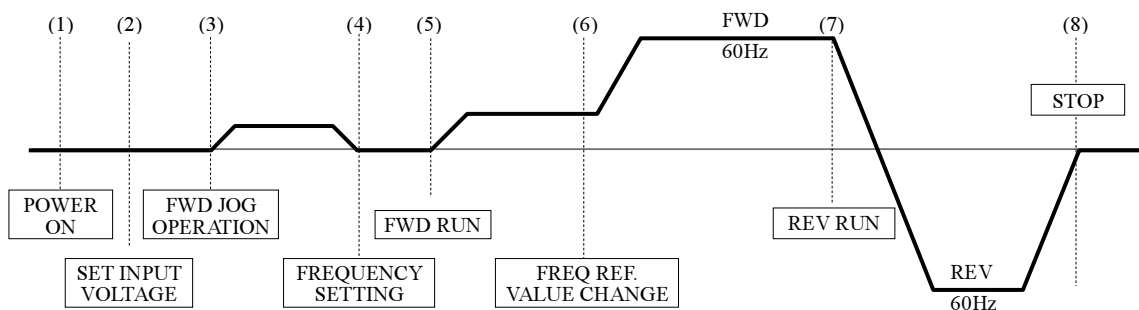 (1)
(2)
(3)
(4)
(5)
(6)
FWD
(7)
(8)
60Hz
STOP
POWER
ON
FWD JOG
OPERATION
FWD RUN
REV RUN
SET INPUT
VOLTAGE
FREQUENCY
SETTING
FREQ REF.
VALUE CHANGE
REV
60Hz